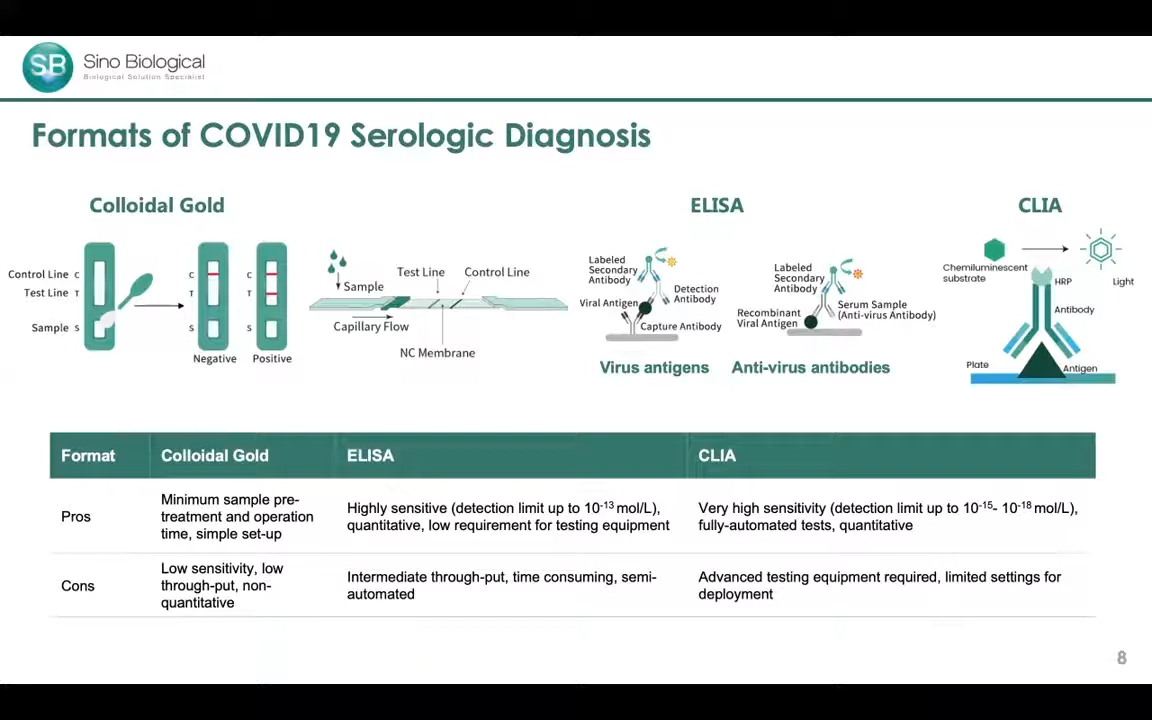 SB
Sino Biological
Biological Solution Specialist
Formats of COVID19 Serologic Diagnosis
Colloidal Gold
Control Line C
Test Line T
Sample S
C
T
S
Negative
C
T
S
Positive
Sample
Test Line
Control Line
Capillary Flow
NC Membrane
ELISA
Labeled
Secondary
Antibody
Detection
Antibody
Viral Antigen
Capture Antibody
Virus antigens
Labeled
Secondary
Antibody
Serum Sample
(Anti-virus Antibody)
Recombinant
Viral Antigen
Anti-virus antibodies
CLIA
Chemiluminescent
substrate
HRP
Light
Antibody
Plate
Antigen
Format
Colloidal Gold
ELISA
CLIA
Pros
Minimum sample pre-
treatment and operation
time, simple set-up
Highly sensitive (detection limit up to 10⁻¹³ mol/L),
quantitative, low requirement for testing equipment
Very high sensitivity (detection limit up to 10⁻¹⁵- 10⁻¹⁸ mol/L),
fully-automated tests, quantitative
Cons
Low sensitivity, low
through-put, non-
quantitative
Intermediate through-put, time consuming, semi-
automated
Advanced testing equipment required, limited settings for
deployment
8